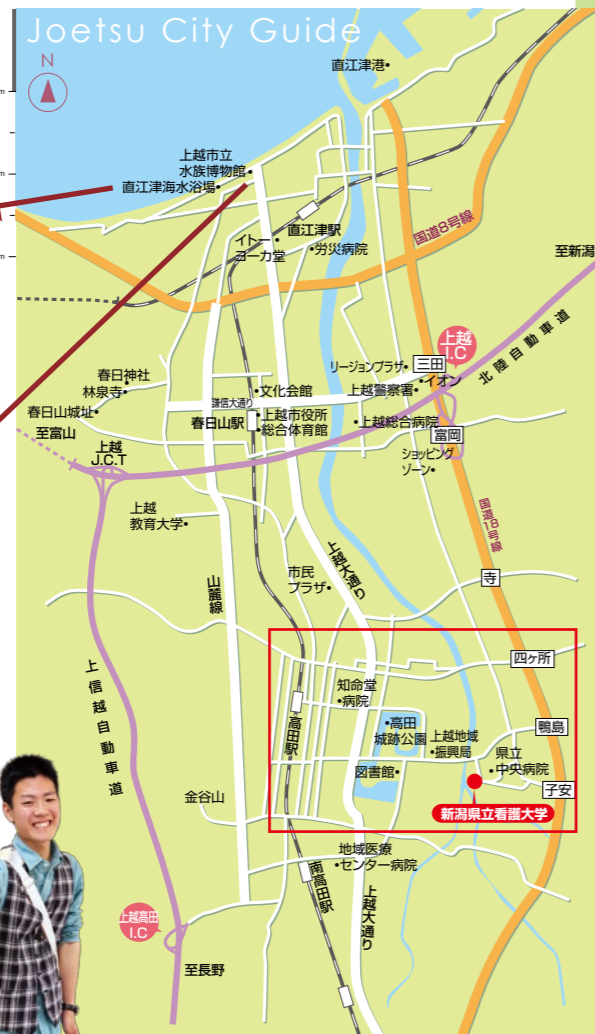 Joetsu City Guide
N
直江津港
上越市立
水族博物館
直江津海水浴場
直江津駅
イトー
ヨーカ堂
労災病院
国道8号線
至新潟
上越
I.C
北陸自動車道
リージョンプラザ
三田
イオン
上越警察署
春日神社
林泉寺
春日山城址
文化会館
謙信大通り
春日山駅
上越市役所
総合体育館
上越総合病院
富岡
至富山
上越
J.C.T
ショッピング
ゾーン
上越
教育大学
国道18号線
上越大通り
市民
プラザ
山麓線
寺
四ヶ所
上信越自動車道
知命堂
病院
高田駅
高田
城跡公園
上越地域
振興局
鴨島
県立
中央病院
図書館
子安
金谷山
新潟県立看護大学
地域医療
センター病院
南高田駅
上越大通り
上越高田
I.C
至長野